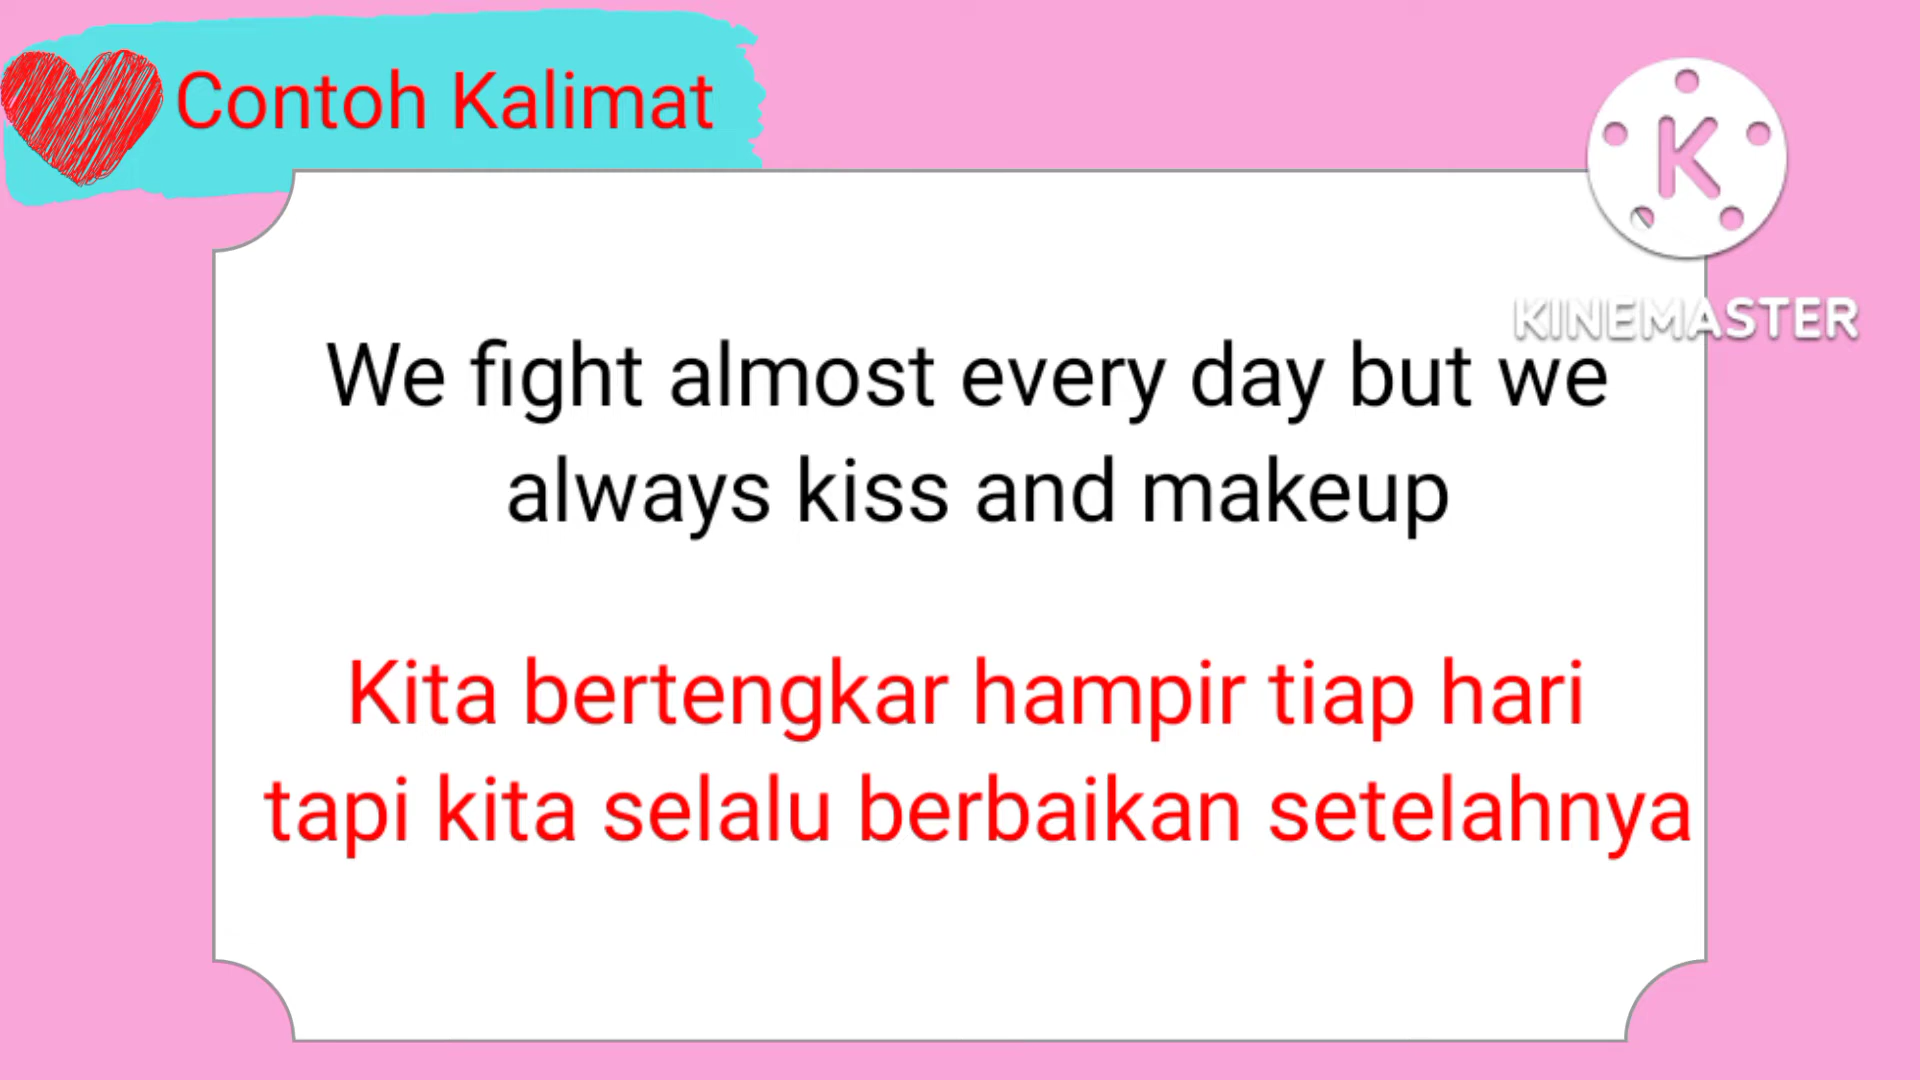 Contoh Kalimat
K
KINEMASTER
We fight almost every day but we
always kiss and makeup
Kita bertengkar hampir tiap hari
tapi kita selalu berbaikan setelahnya